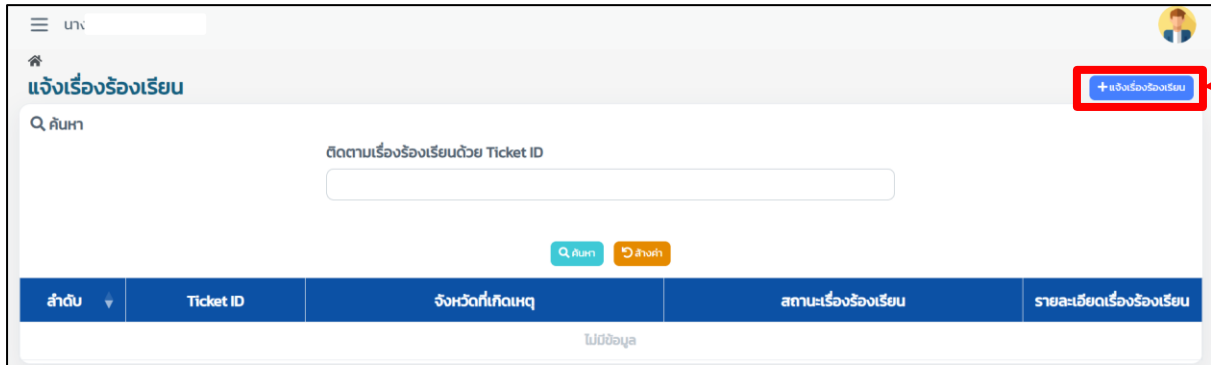 นาง
แจ้งเรื่องร้องเรียน
+แจ้งเรื่องร้องเรียน
ค้นหา
ติดตามเรื่องร้องเรียนด้วย Ticket ID
ค้นหา ล้างค่า
ลำดับ Ticket ID จังหวัดที่เกิดเหตุ สถานะเรื่องร้องเรียน รายละเอียดเรื่องร้องเรียน
ไม่มีข้อมูล